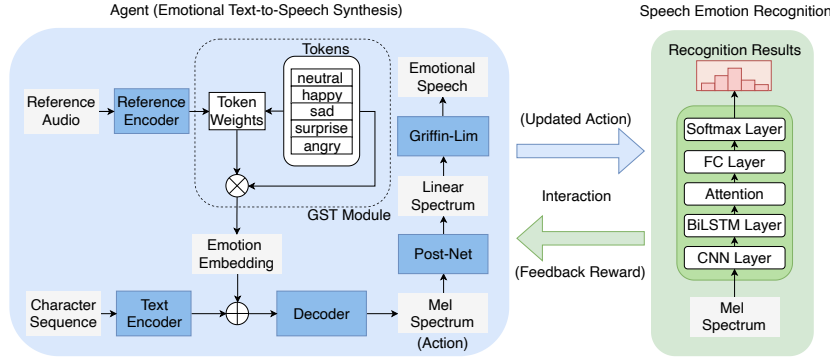 Agent (Emotional Text-to-Speech Synthesis)
Speech Emotion Recognition
Tokens
neutral
happy
sad
surprise
angry
Reference
Audio
Reference
Encoder
Token
Weights
GST Module
Emotion
Embedding
Character
Sequence
Text
Encoder
Decoder
Mel
Spectrum
(Action)
Post-Net
Linear
Spectrum
Griffin-Lim
Emotional
Speech
(Updated Action)
Interaction
(Feedback Reward)
Recognition Results
Softmax Layer
FC Layer
Attention
BiLSTM Layer
CNN Layer
Mel
Spectrum